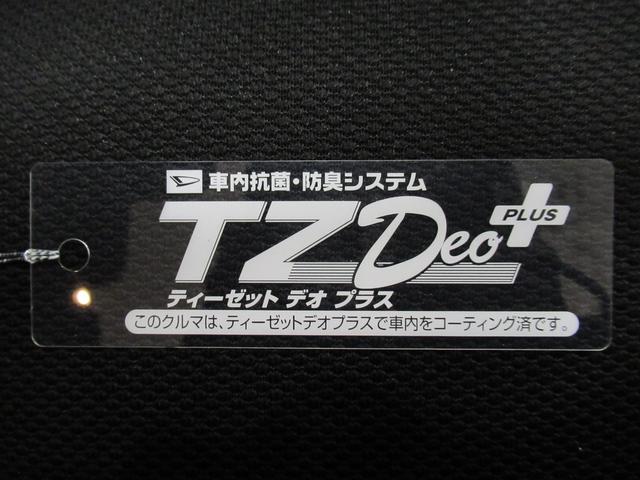 車内抗菌・防臭システム
TZ Deo PLUS
ティーゼット デオ プラス
このクルマは、ティーゼットデオプラスで車内をコーティング済です。